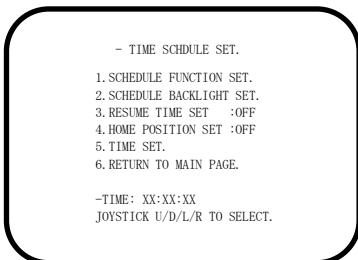 - TIME SCHDULE SET.
1.SCHEDULE FUNCTION SET.
2.SCHEDULE BACKLIGHT SET.
3.RESUME TIME SET :OFF
4.HOME POSITION SET :OFF
5.TIME SET.
6.RETURN TO MAIN PAGE.
-TIME: XX:XX:XX
JOYSTICK U/D/L/R TO SELECT.